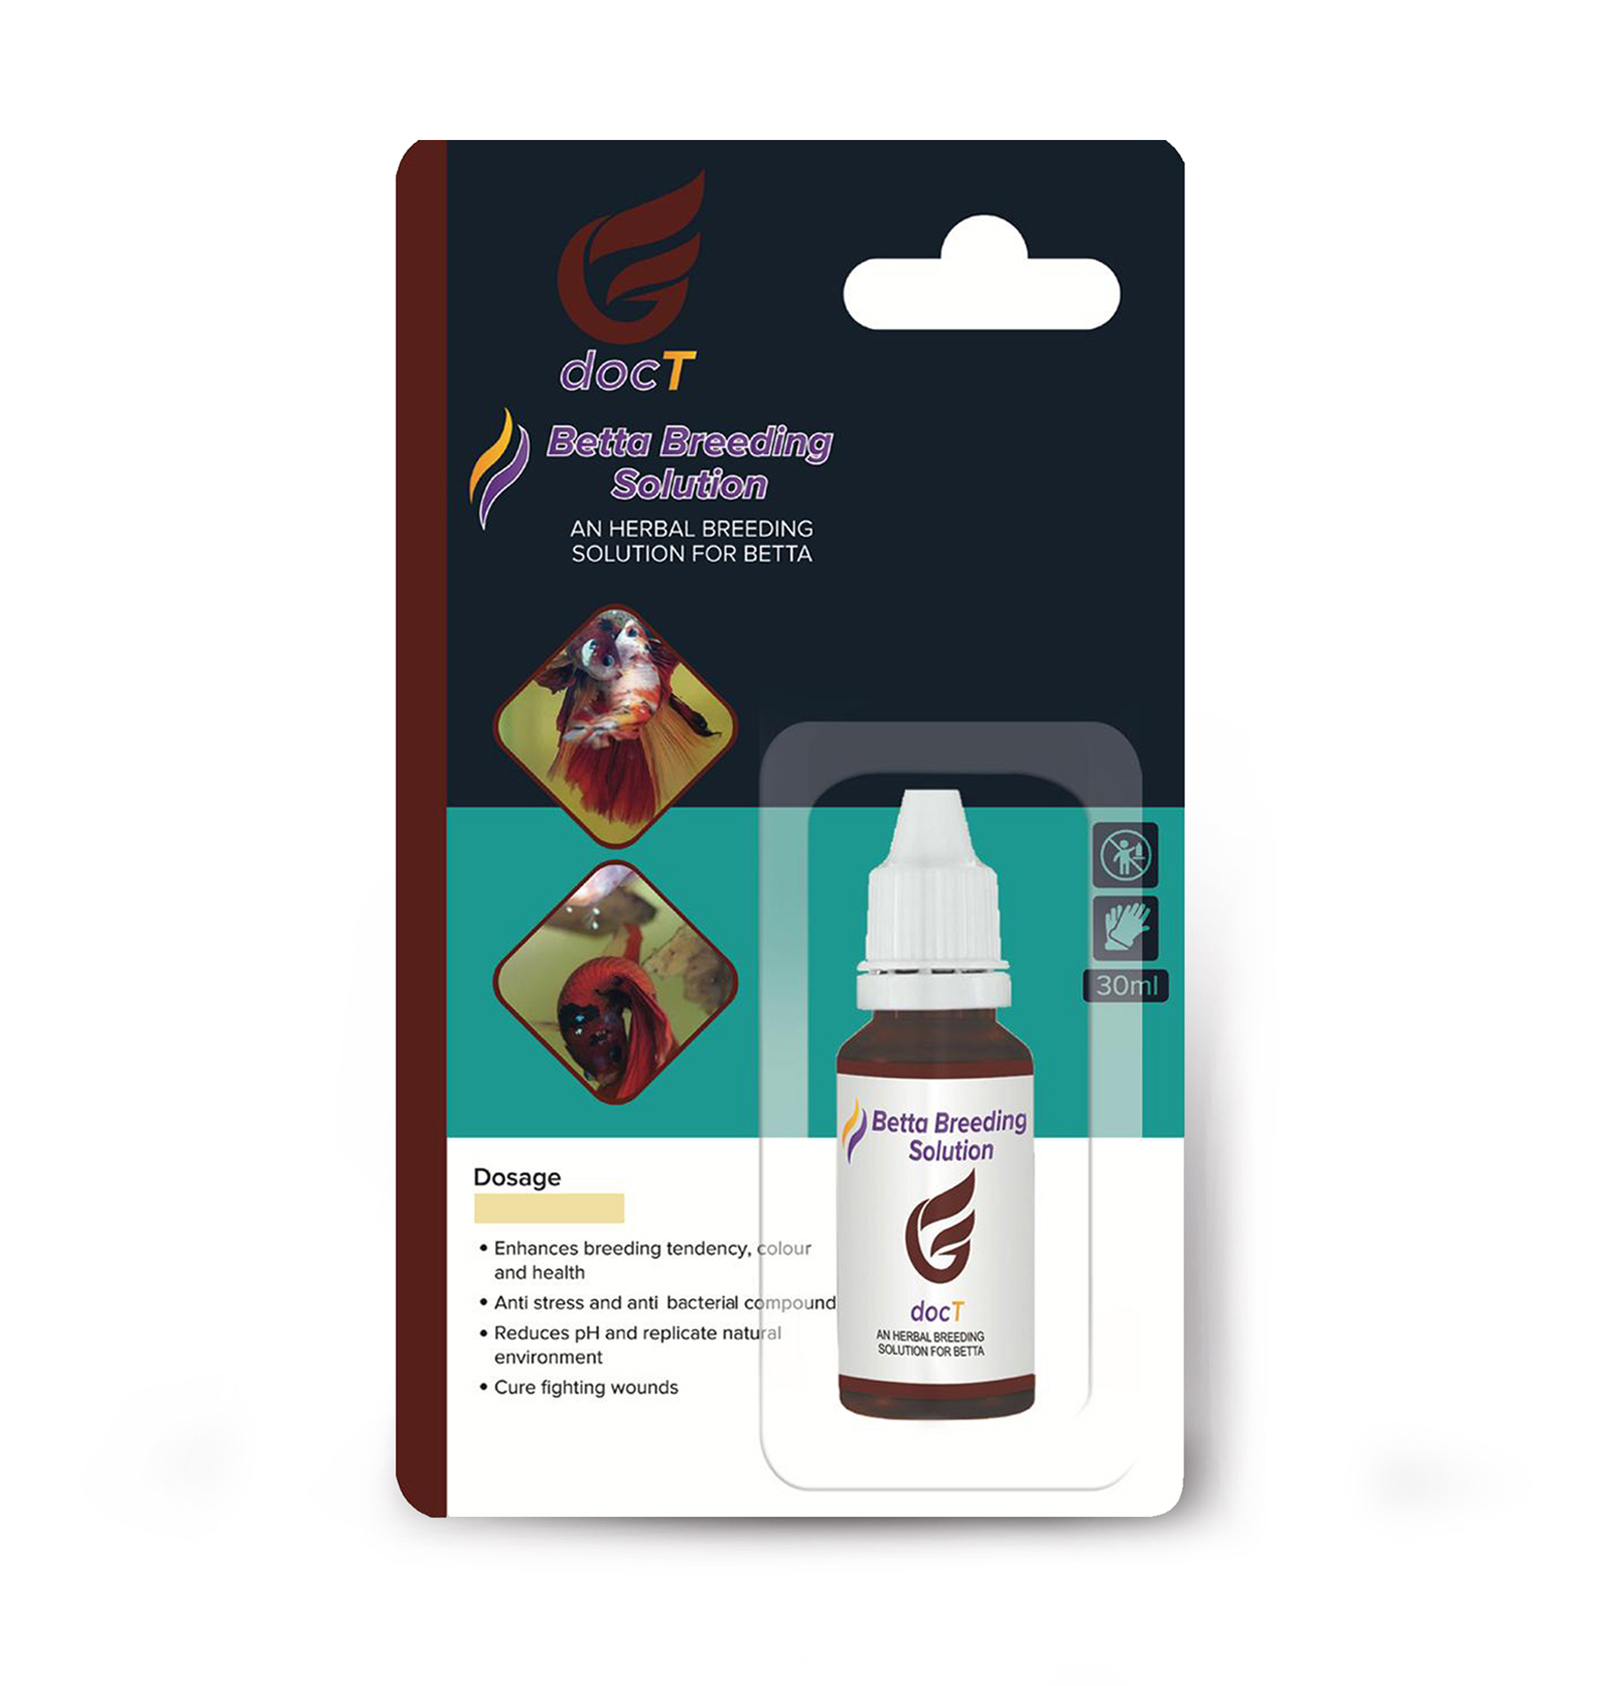 docT
Betta Breeding
Solution
AN HERBAL BREEDING
SOLUTION FOR BETTA
30ml
Dosage
• Enhances breeding tendency, colour
and health
• Anti stress and anti bacterial compound
• Reduces pH and replicate natural
environment
• Cure fighting wounds
Betta Breeding
Solution
docT
AN HERBAL BREEDING
SOLUTION FOR BETTA